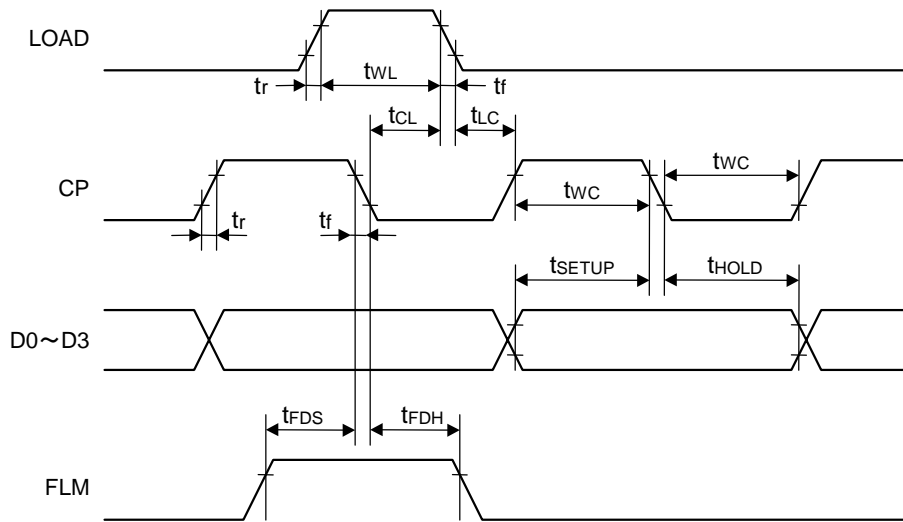 LOAD
tr
tWL
tf
tCL
tLC
CP
tWC
tWC
tr
tf
tSETUP
tHOLD
D0～D3
tFDS
tFDH
FLM